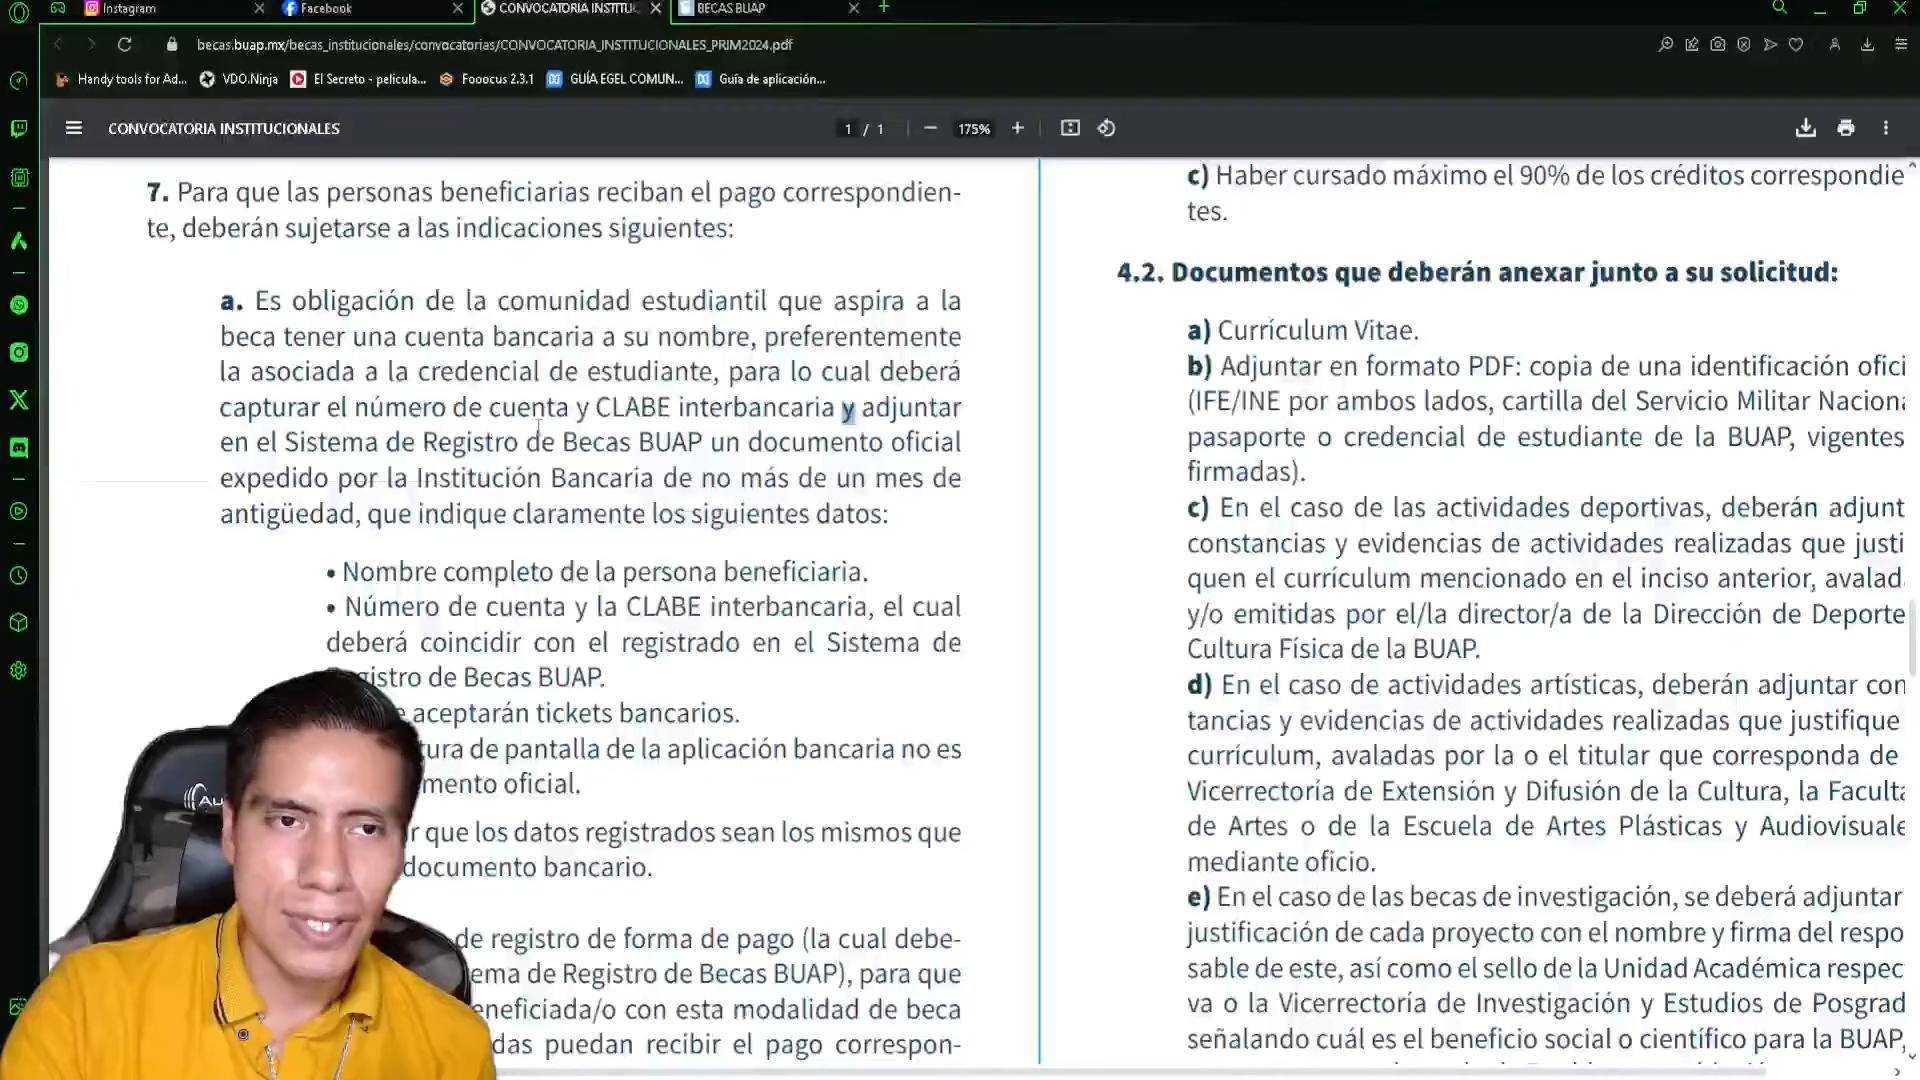 Instagram
Facebook
CONVOCATORIA INSTITU
BECAS BUAP
becas.buap.mx/becas_institucionales/convocatorias/CONVOCATORIA_INSTITUCIONALES_PRIM2024.pdf
Handy tools for Ad...
VDO.Ninja
El Secreto - pelicula...
Fooocus 2.3.1
GUÍA EGEL COMUN...
Guía de aplicación...
CONVOCATORIA INSTITUCIONALES
1 / 1
175%
7. Para que las personas beneficiarias reciban el pago correspondien-
te, deberán sujetarse a las indicaciones siguientes:
a. Es obligación de la comunidad estudiantil que aspira a la
beca tener una cuenta bancaria a su nombre, preferentemente
la asociada a la credencial de estudiante, para lo cual deberá
capturar el número de cuenta y CLABE interbancaria y adjuntar
en el Sistema de Registro de Becas BUAP un documento oficial
expedido por la Institución Bancaria de no más de un mes de
antigüedad, que indique claramente los siguientes datos:
• Nombre completo de la persona beneficiaria.
• Número de cuenta y la CLABE interbancaria, el cual
deberá coincidir con el registrado en el Sistema de
gistro de Becas BUAP.
e aceptarán tickets bancarios.
tura de pantalla de la aplicación bancaria no es
mento oficial.
r que los datos registrados sean los mismos que
documento bancario.
de registro de forma de pago (la cual debe-
ema de Registro de Becas BUAP), para que
eneficiada/o con esta modalidad de beca
das puedan recibir el pago correspon-
c) Haber cursado máximo el 90% de los créditos correspondie
tes.
4.2. Documentos que deberán anexar junto a su solicitud:
a) Currículum Vitae.
b) Adjuntar en formato PDF: copia de una identificación ofici
(IFE/INE por ambos lados, cartilla del Servicio Militar Naciona
pasaporte o credencial de estudiante de la BUAP, vigentes
firmadas).
c) En el caso de las actividades deportivas, deberán adjunt
constancias y evidencias de actividades realizadas que justi
quen el currículum mencionado en el inciso anterior, avalad
y/o emitidas por el/la director/a de la Dirección de Deporte
Cultura Física de la BUAP.
d) En el caso de actividades artísticas, deberán adjuntar con
tancias y evidencias de actividades realizadas que justifique
currículum, avaladas por la o el titular que corresponda de
Vicerrectoría de Extensión y Difusión de la Cultura, la Faculta
de Artes o de la Escuela de Artes Plásticas y Audiovisuale
mediante oficio.
e) En el caso de las becas de investigación, se deberá adjuntar
justificación de cada proyecto con el nombre y firma del respo
sable de este, así como el sello de la Unidad Académica respec
va o la Vicerrectoría de Investigación y Estudios de Posgrad
señalando cuál es el beneficio social o científico para la BUAP,